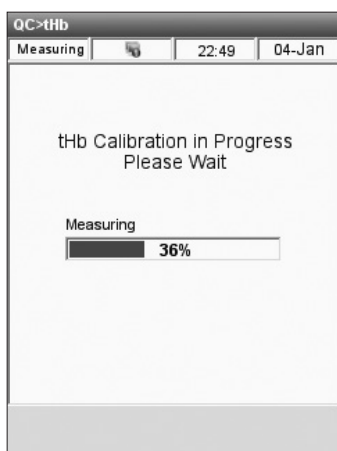 QC>tHb
Measuring 22:49 04-Jan
tHb Calibration in Progress
Please Wait
Measuring
36%